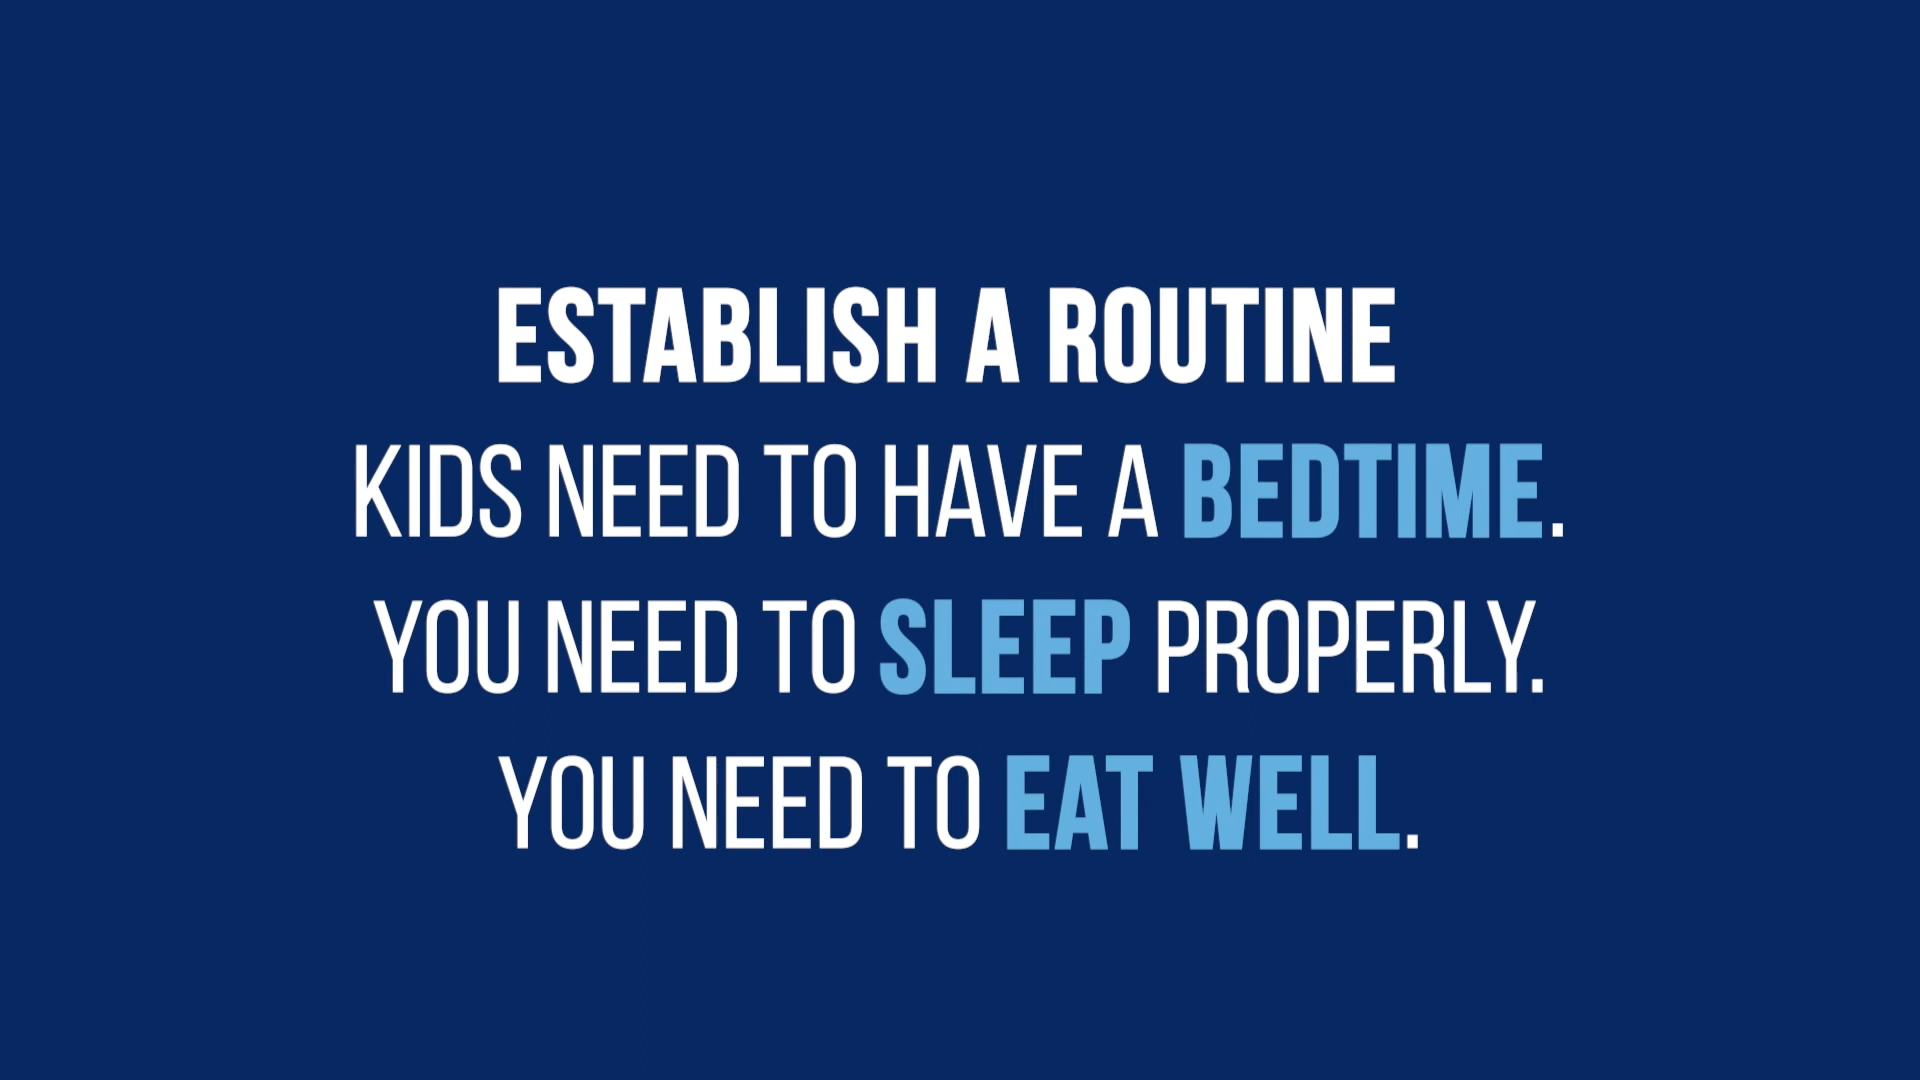 ESTABLISH A ROUTINE
KIDS NEED TO HAVE A BEDTIME.
YOU NEED TO SLEEP PROPERLY.
YOU NEED TO EAT WELL.